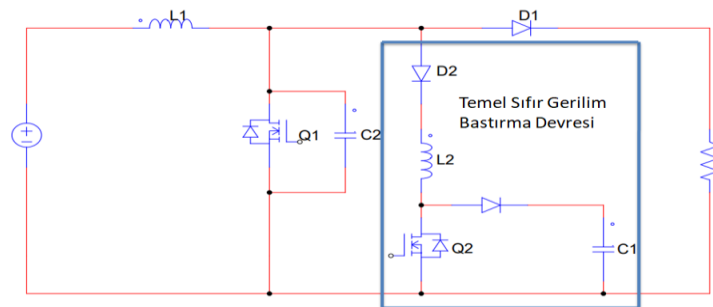 L1
D1
D2
Temel Sıfır Gerilim
Bastırma Devresi
Q1
C2
L2
Q2
C1